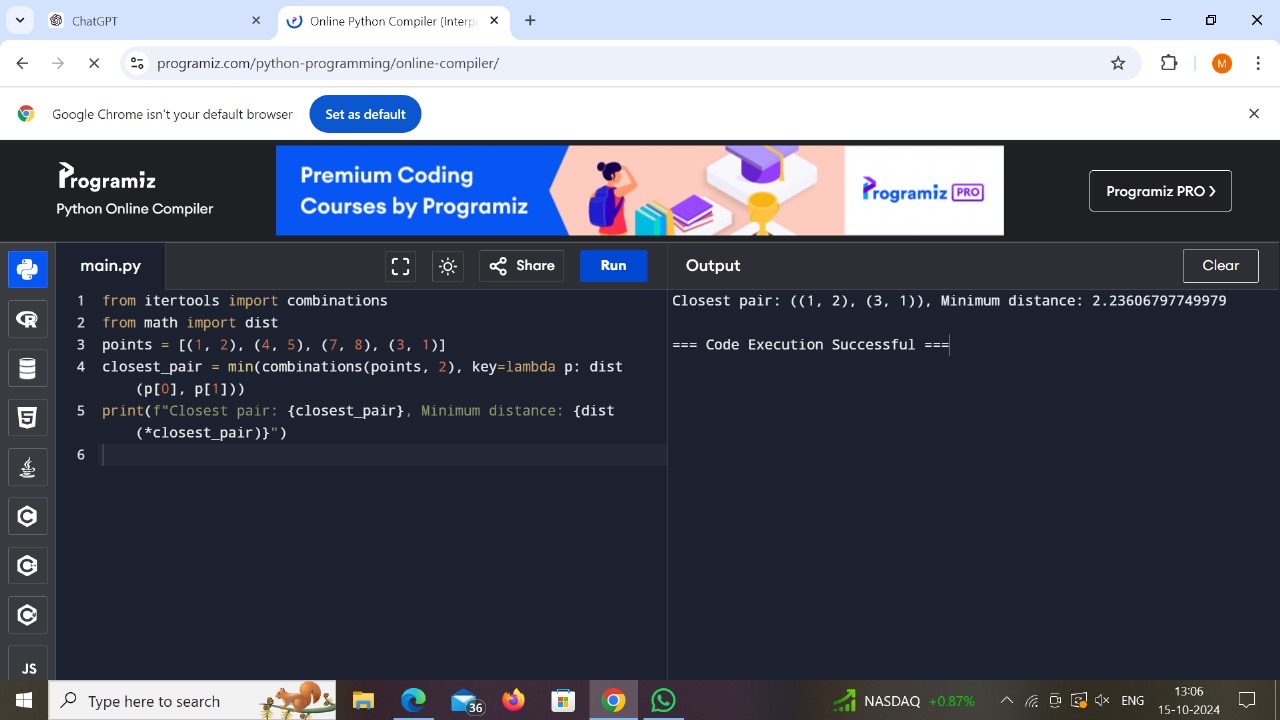 ChatGPT
Online Python Compiler (Interp
programiz.com/python-programming/online-compiler/
M
Google Chrome isn't your default browser
Set as default
Programiz
Python Online Compiler
Premium Coding
Courses by Programiz
Programiz PRO
Programiz PRO
main.py
Share
Run
Output
Clear
1 from itertools import combinations
2 from math import dist
3 points = [(1, 2), (4, 5), (7, 8), (3, 1)]
4 closest_pair = min(combinations(points, 2), key=lambda p: dist
(p[0], p[1]))
5 print(f"Closest pair: {closest_pair}, Minimum distance: {dist
(*closest_pair)}")
6
Closest pair: ((1, 2), (3, 1)), Minimum distance: 2.23606797749979
=== Code Execution Successful ===
JS
Type here to search
36
NASDAQ +0.87%
ENG
13:06
15-10-2024